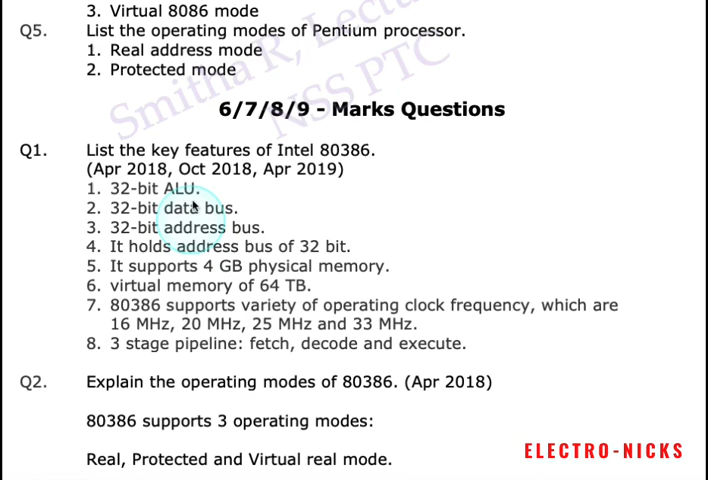 3. Virtual 8086 mode
Q5. List the operating modes of Pentium processor.
1. Real address mode
2. Protected mode
6/7/8/9 - Marks Questions
Q1. List the key features of Intel 80386.
(Apr 2018, Oct 2018, Apr 2019)
1. 32-bit ALU.
2. 32-bit data bus.
3. 32-bit address bus.
4. It holds address bus of 32 bit.
5. It supports 4 GB physical memory.
6. virtual memory of 64 TB.
7. 80386 supports variety of operating clock frequency, which are
16 MHz, 20 MHz, 25 MHz and 33 MHz.
8. 3 stage pipeline: fetch, decode and execute.
Q2. Explain the operating modes of 80386. (Apr 2018)
80386 supports 3 operating modes:
Real, Protected and Virtual real mode.
ELECTRO-NICKS
Smitha R, Lectu
NSS PTC